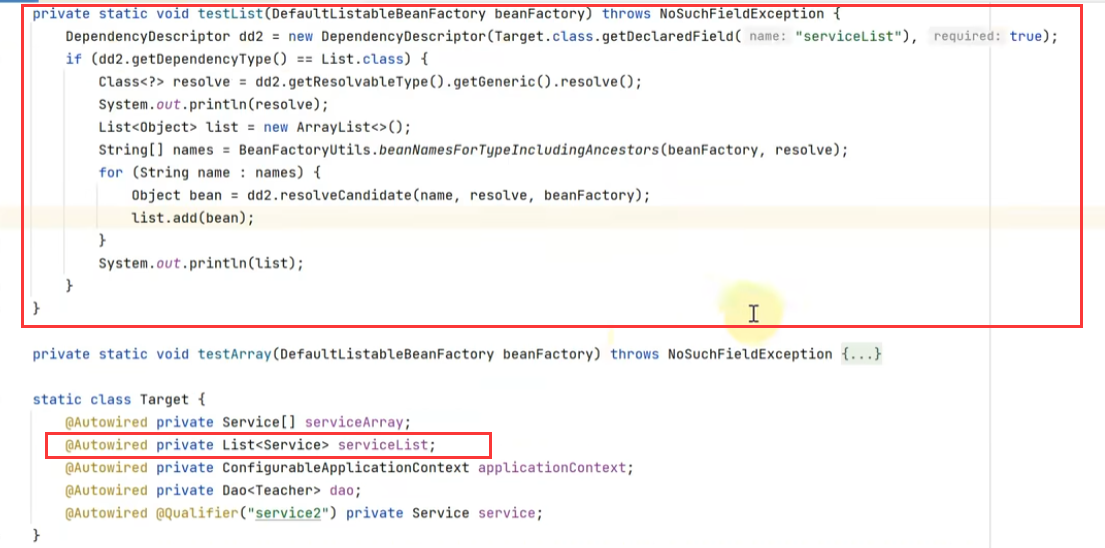 private static void testList(DefaultListableBeanFactory beanFactory) throws NoSuchFieldException {
DependencyDescriptor dd2 = new DependencyDescriptor(Target.class.getDeclaredField( name: "serviceList"), required: true);
if (dd2.getDependencyType() == List.class) {
Class<?> resolve = dd2.getResolvableType().getGeneric().resolve();
System.out.println(resolve);
List<Object> list = new ArrayList<>();
String[] names = BeanFactoryUtils.beanNamesForTypeIncludingAncestors(beanFactory, resolve);
for (String name : names) {
Object bean = dd2.resolveCandidate(name, resolve, beanFactory);
list.add(bean);
}
System.out.println(list);
}
}
private static void testArray(DefaultListableBeanFactory beanFactory) throws NoSuchFieldException {...}
static class Target {
@Autowired private Service[] serviceArray;
@Autowired private List<Service> serviceList;
@Autowired private ConfigurableApplicationContext applicationContext;
@Autowired private Dao<Teacher> dao;
@Autowired @Qualifier("service2") private Service service;
}